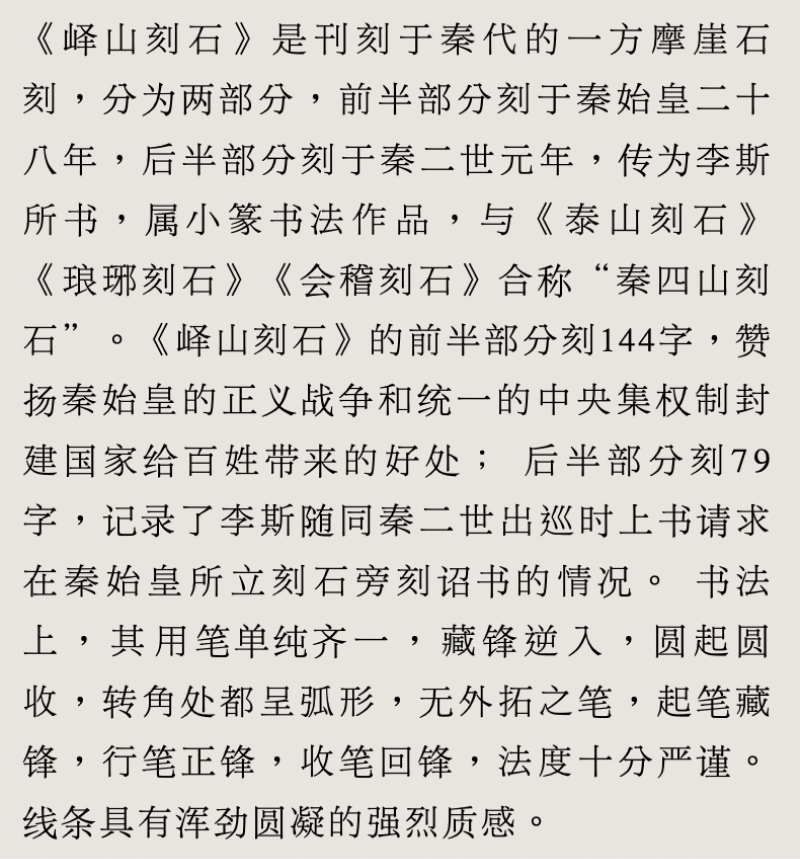 《峄山刻石》是刊刻于秦代的一方摩崖石
刻，分为两部分，前半部分刻于秦始皇二十
八年，后半部分刻于秦二世元年，传为李斯
所书，属小篆书法作品，与《泰山刻石》
《琅琊刻石》《会稽刻石》合称“秦四山刻
石”。《峄山刻石》的前半部分刻144字，赞
扬秦始皇的正义战争和统一的中央集权制封
建国家给百姓带来的好处； 后半部分刻79
字，记录了李斯随同秦二世出巡时上书请求
在秦始皇所立刻石旁刻诏书的情况。 书法
上，其用笔单纯齐一，藏锋逆入，圆起圆
收，转角处都呈弧形，无外拓之笔，起笔藏
锋，行笔正锋，收笔回锋，法度十分严谨。
线条具有浑劲圆凝的强烈质感。